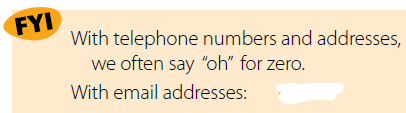 FYI
With telephone numbers and addresses,
we often say "oh" for zero.
With email addresses: